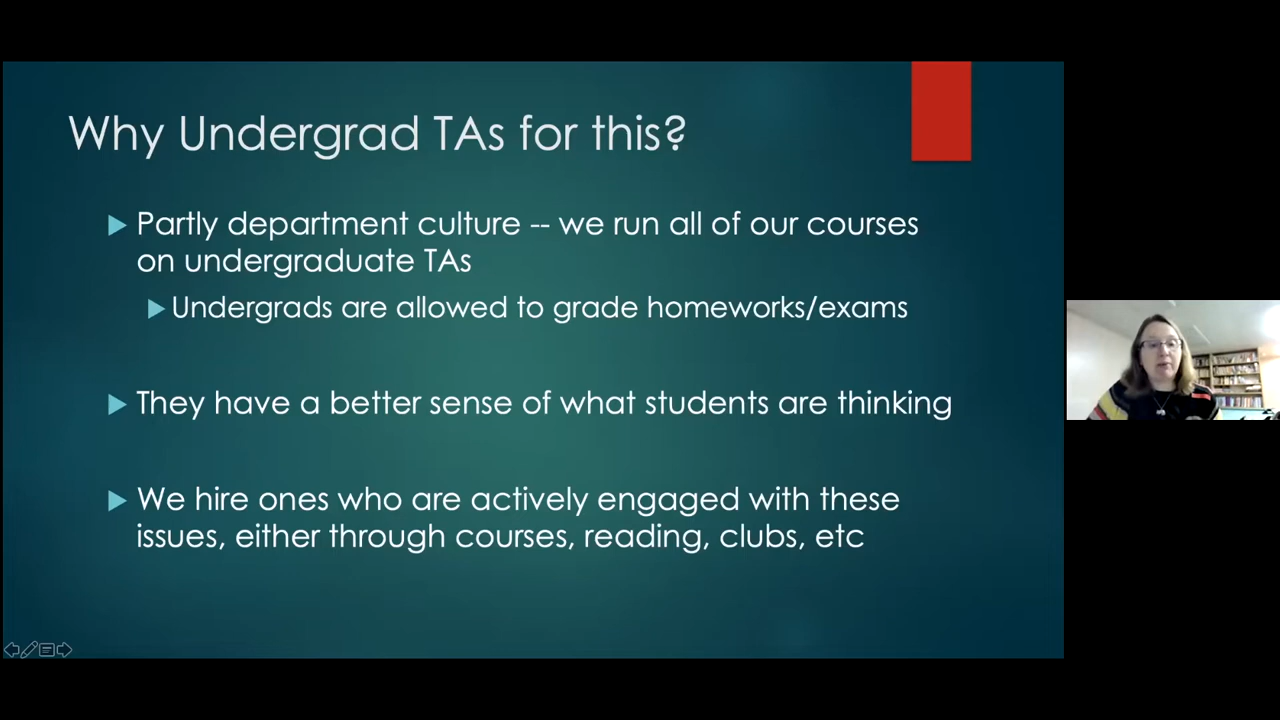 Why Undergrad TAs for this?
Partly department culture -- we run all of our courses
on undergraduate TAs
Undergrads are allowed to grade homeworks/exams
They have a better sense of what students are thinking
We hire ones who are actively engaged with these
issues, either through courses, reading, clubs, etc